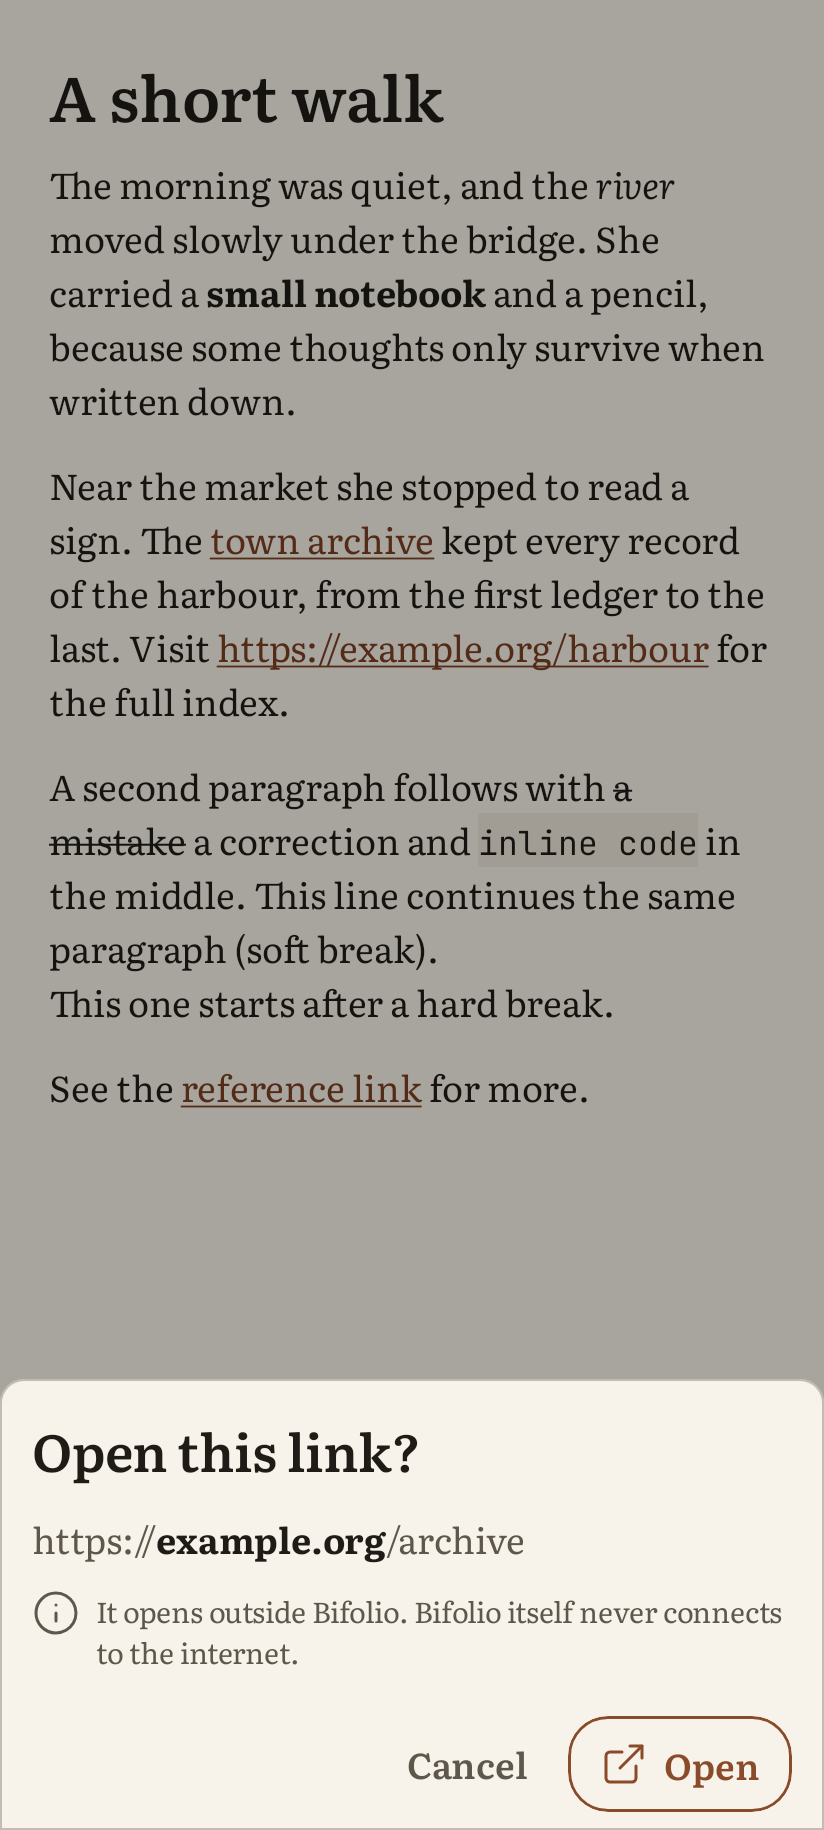 A short walk
The morning was quiet, and the river
moved slowly under the bridge. She
carried a small notebook and a pencil,
because some thoughts only survive when
written down.
Near the market she stopped to read a
sign. The town archive kept every record
of the harbour, from the first ledger to the
last. Visit https://example.org/harbour for
the full index.
A second paragraph follows with a
mistake a correction and inline code in
the middle. This line continues the same
paragraph (soft break).
This one starts after a hard break.
See the reference link for more.
Open this link?
https://example.org/archive
It opens outside Bifolio. Bifolio itself never connects
to the internet.
Cancel
Open